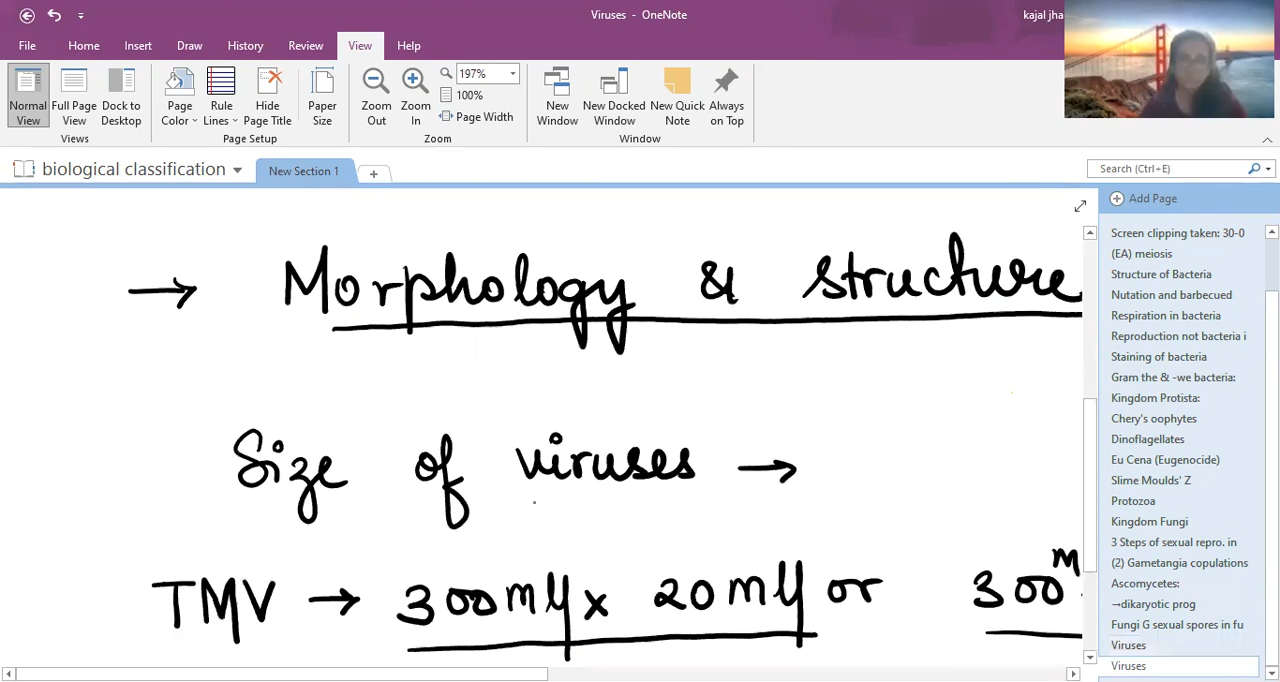 Viruses - OneNote
kajal jha
File Home Insert Draw History Review View Help
Normal View
Full Page View
Dock to Desktop
Page Color
Rule Lines
Hide Page Title
Paper Size
Zoom Out
Zoom In
197%
100%
Page Width
New Window
New Docked Window
New Quick Note
Always on Top
Views
Page Setup
Zoom
Window
biological classification
New Section 1
Search (Ctrl+E)
→ Morphology & structure
Size of viruses →
TMV → 300mμ x 20mμ or 300
Add Page
Screen clipping taken: 30-0
(EA) meiosis
Structure of Bacteria
Nutation and barbecued
Respiration in bacteria
Reproduction not bacteria i
Staining of bacteria
Gram the & -we bacteria:
Kingdom Protista:
Chery's oophytes
Dinoflagellates
Eu Cena (Eugenocide)
Slime Moulds' Z
Protozoa
Kingdom Fungi
3 Steps of sexual repro. in
(2) Gametangia copulations
Ascomycetes:
→dikaryotic prog
Fungi G sexual spores in fu
Viruses
Viruses